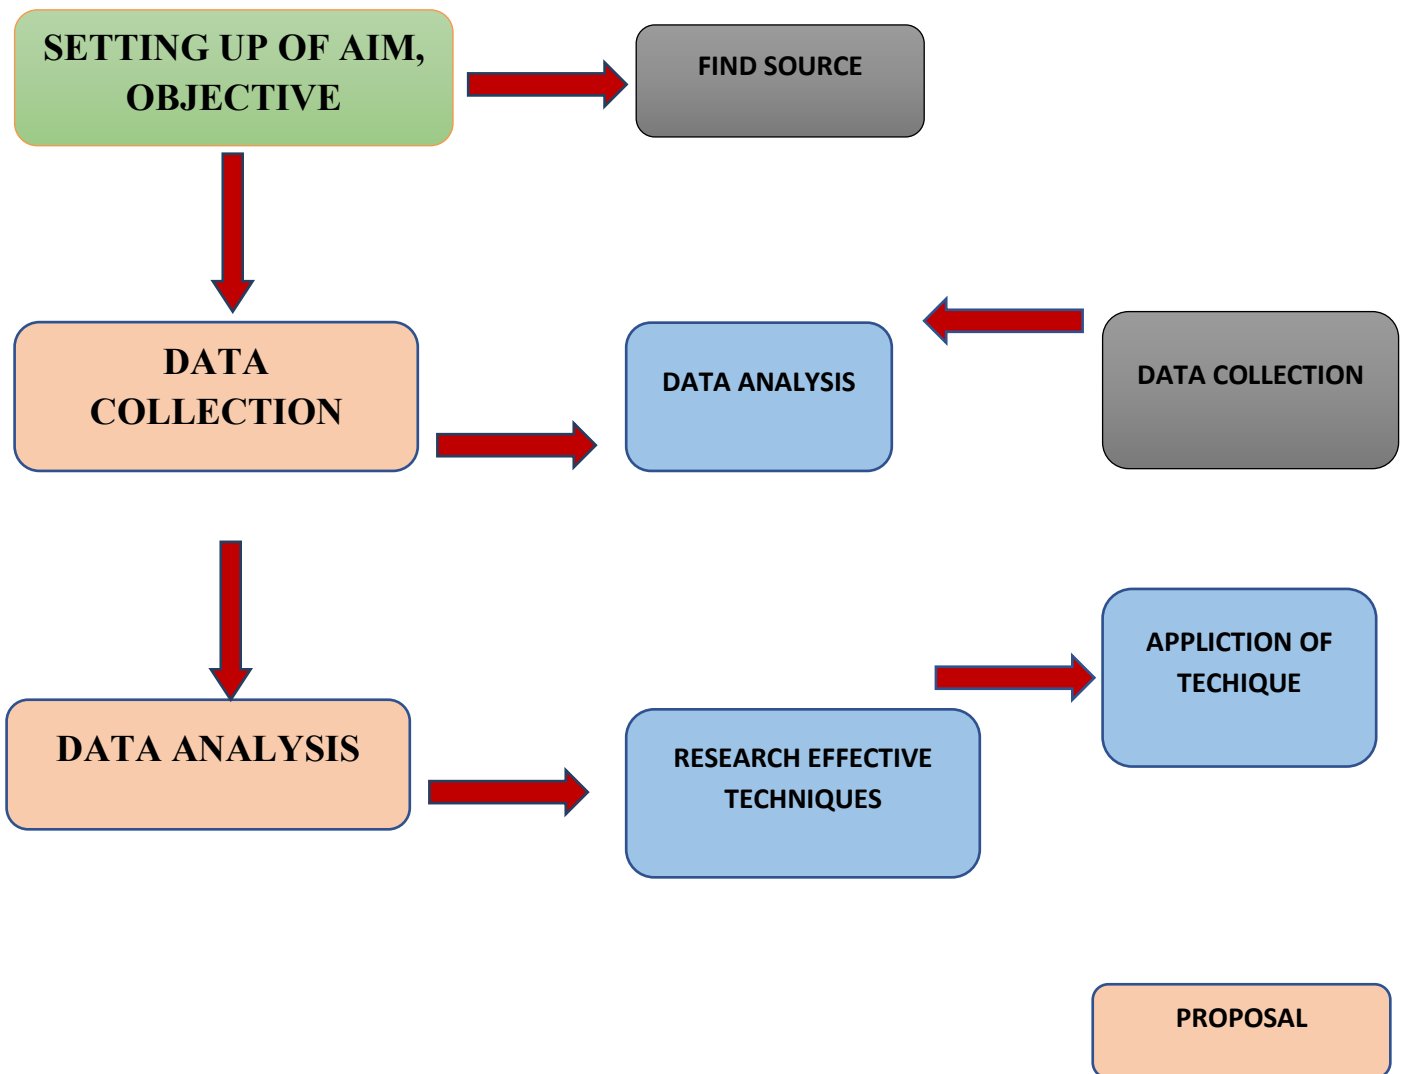 SETTING UP OF AIM,
OBJECTIVE
FIND SOURCE
DATA
COLLECTION
DATA ANALYSIS
DATA COLLECTION
DATA ANALYSIS
RESEARCH EFFECTIVE
TECHNIQUES
APPLICTION OF
TECHIQUE
PROPOSAL